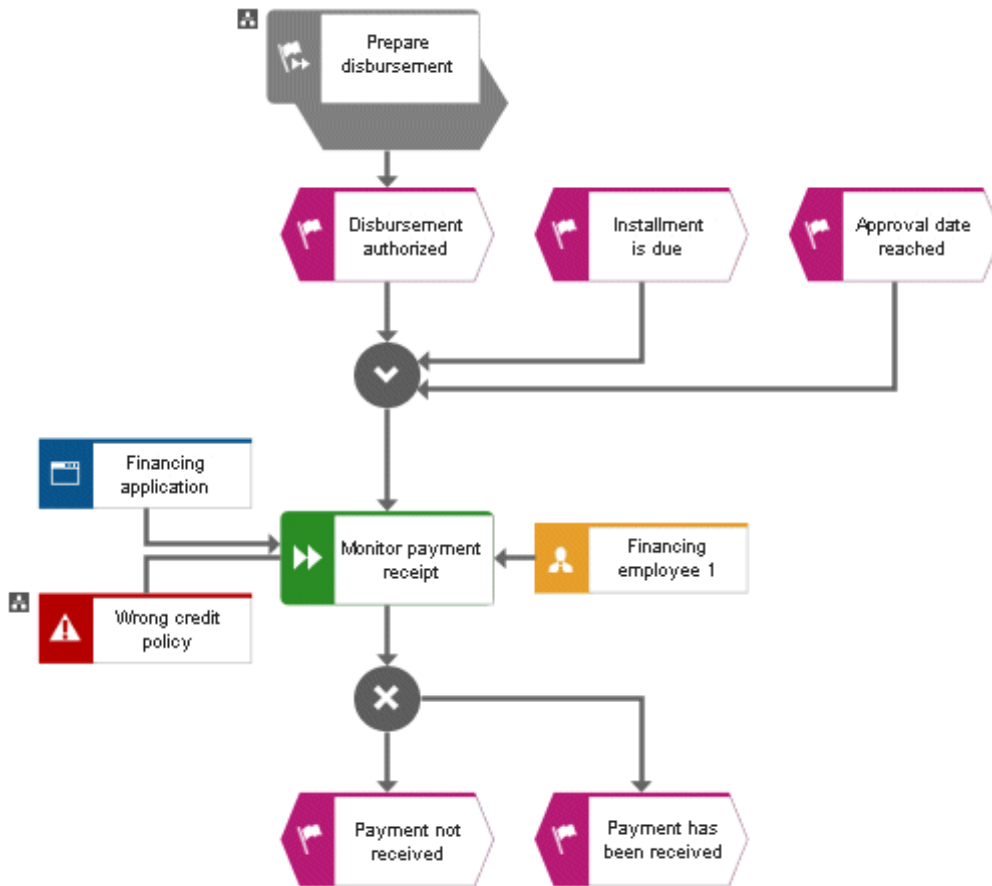 Prepare
disbursement
Disbursement
authorized
Installment
is due
Approval date
reached
Financing
application
Monitor payment
receipt
Financing
employee 1
Wrong credit
policy
Payment not
received
Payment has
been received